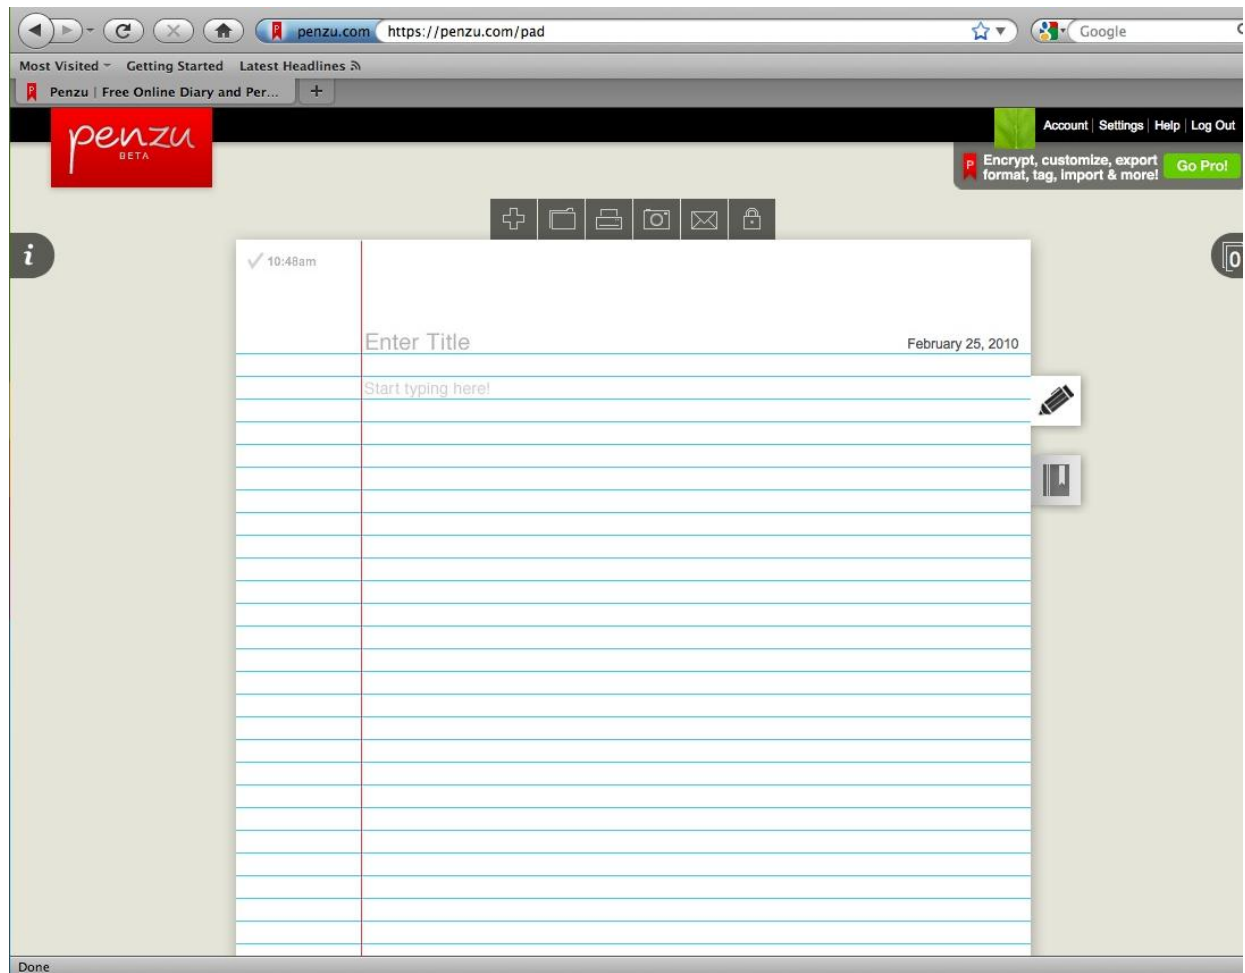 penzu.com https://penzu.com/pad Google
Most Visited Getting Started Latest Headlines
Penzu | Free Online Diary and Per... +
penzu
BETA
Account | Settings | Help | Log Out
Encrypt, customize, export
format, tag, import & more!
Go Pro!
i
0
10:48am
Enter Title
February 25, 2010
Start typing here!
Done